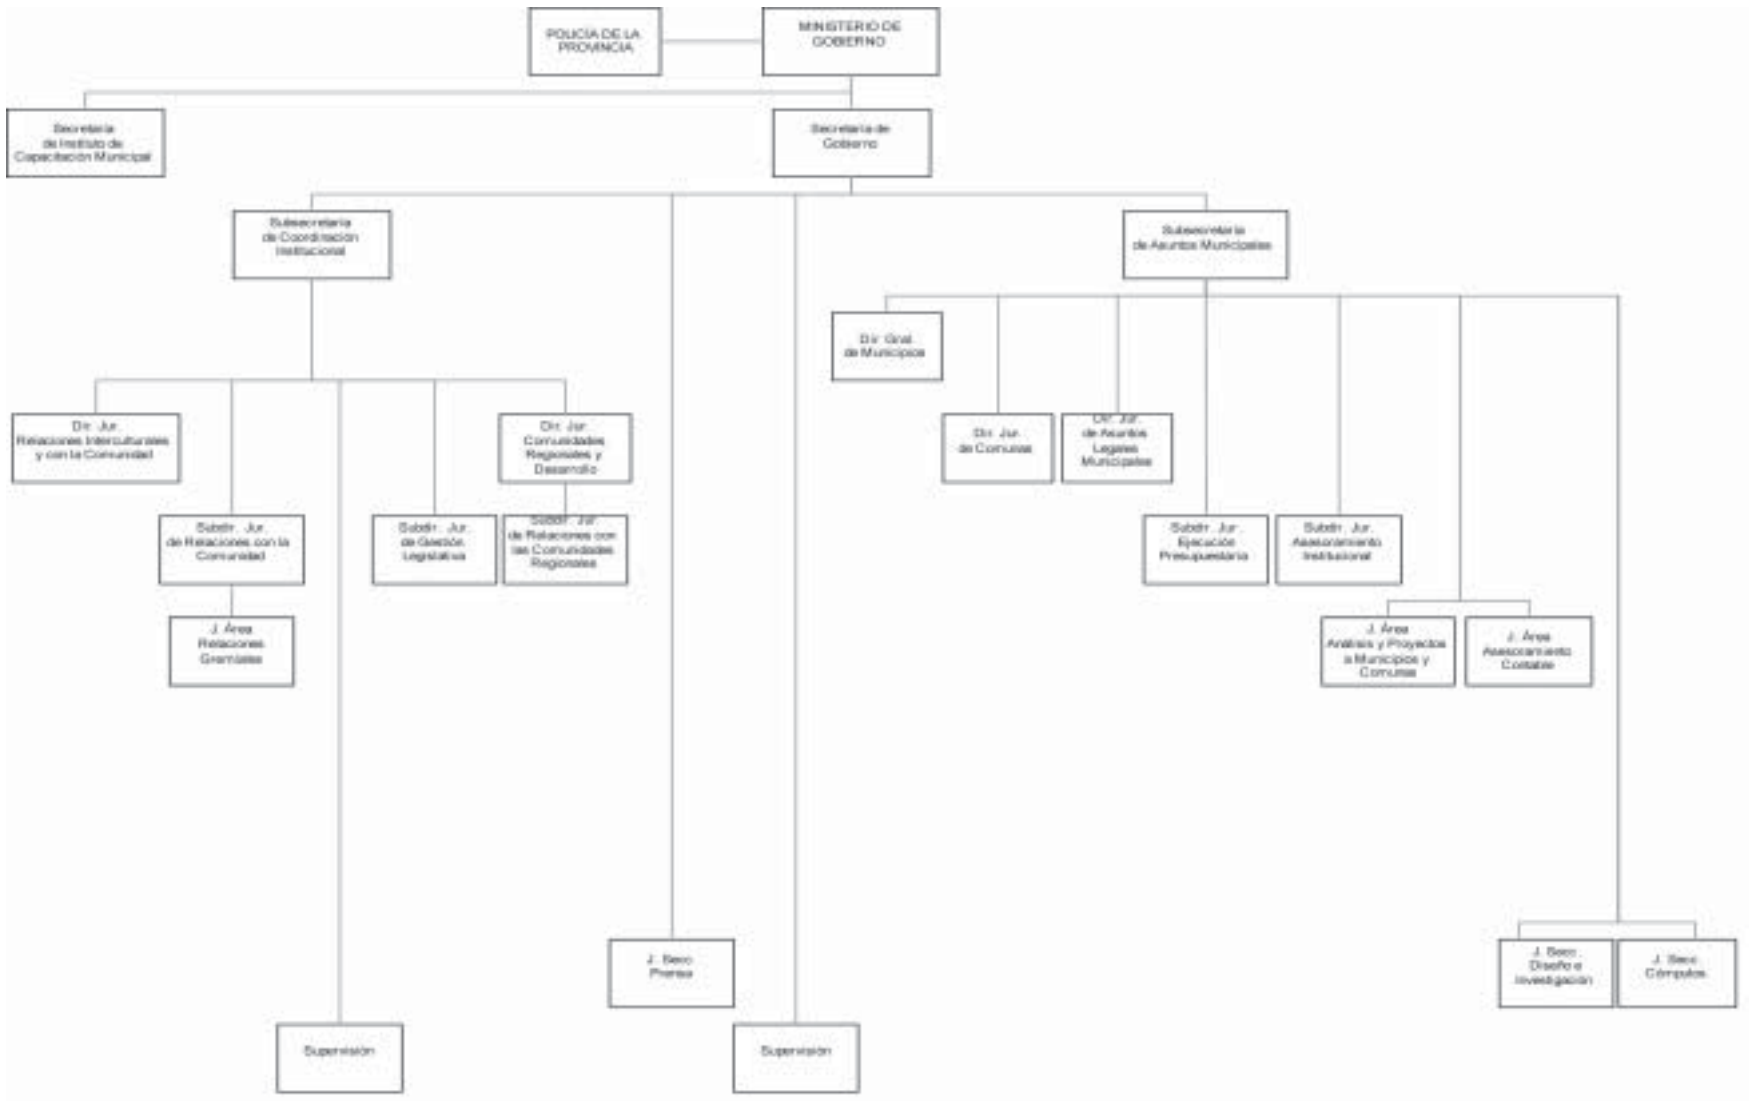 POLICÍA DE LA
PROVINCIA
MINISTERIO DE
GOBIERNO
Secretaría
de Instituto de
Capacitación Municipal
Secretaría de
Gobierno
Subsecretaría
de Coordinación
Institucional
Subsecretaría
de Asuntos Municipales
Dir. Gral.
de Municipios
Dir. Jur.
Relaciones Interculturales
y con la Comunidad
Dir. Jur.
Comunidades
Regionales y
Desarrollo
Dir. Jur.
de Comunas
Dir. Jur.
de Asuntos
Legales
Municipales
Subdir. Jur.
de Relaciones con la
Comunidad
Subdir. Jur.
de Gestión
Legislativa
Subdir. Jur.
de Relaciones con
las Comunidades
Regionales
Subdir. Jur.
Ejecución
Presupuestaria
Subdir. Jur.
Asesoramiento
Institucional
J. Área
Relaciones
Gremiales
J. Área
Análisis y Proyectos
a Municipios y
Comunas
J. Área
Asesoramiento
Contable
J. Secc.
Prensa
J. Secc.
Diseño e
Investigación
J. Secc.
Cómputos
Supervisión
Supervisión